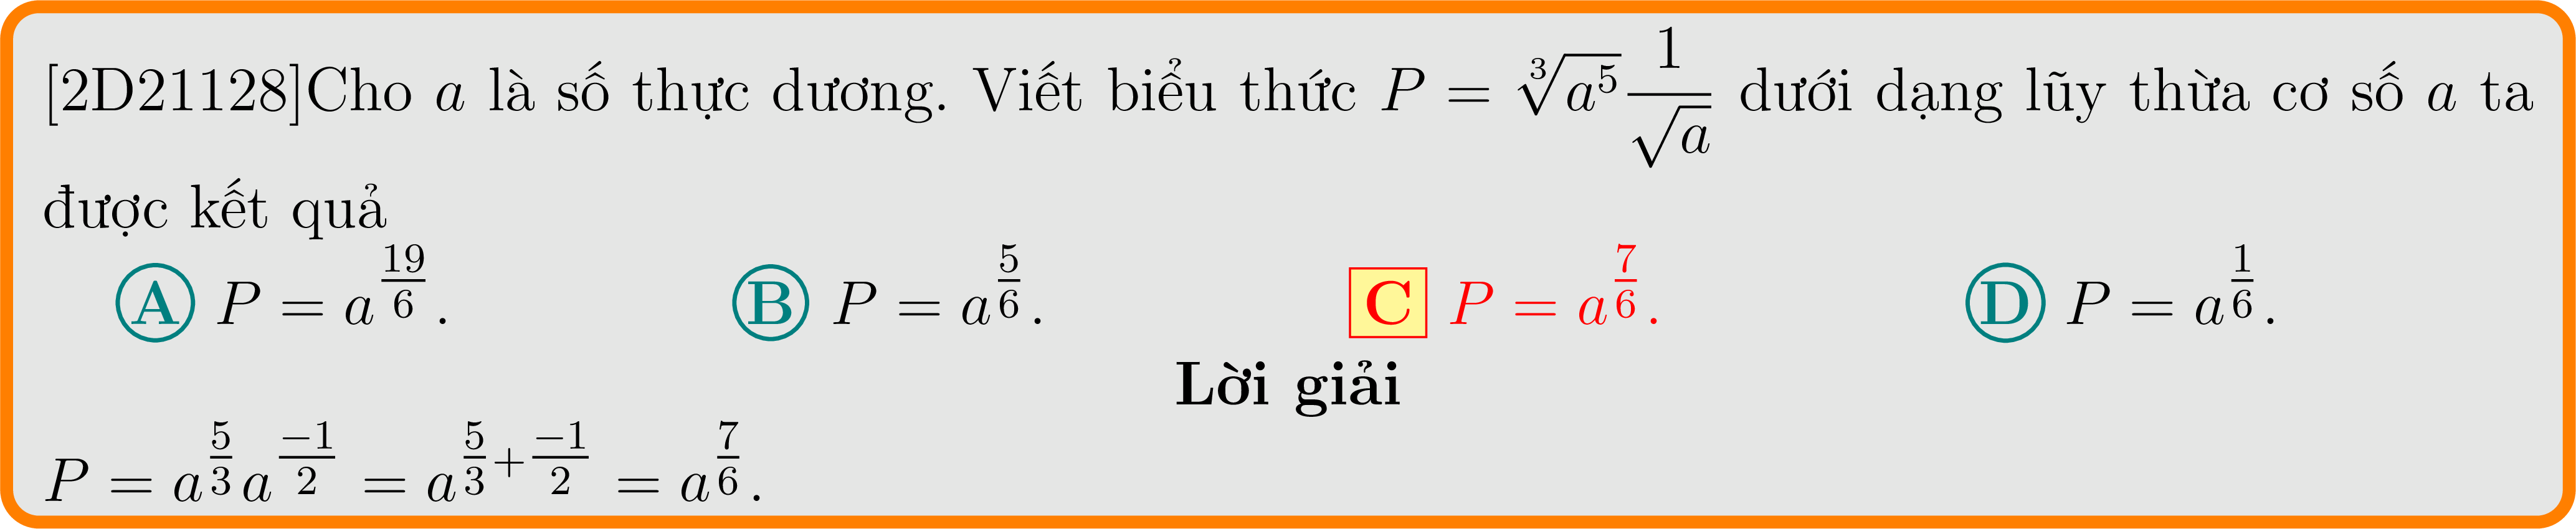 [2D21128]Cho $a$ là số thực dương. Viết biểu thức $P = \sqrt[3]{a^5}\dfrac{1}{\sqrt{a}}$ dưới dạng lũy thừa cơ số $a$ ta
được kết quả
Ⓐ $P = a^{\frac{19}{6}}$. Ⓑ $P = a^{\frac{5}{6}}$. C $P = a^{\frac{7}{6}}$. Ⓓ $P = a^{\frac{1}{6}}$.
Lời giải
$P = a^{\frac{5}{3}} a^{\frac{-1}{2}} = a^{\frac{5}{3}+\frac{-1}{2}} = a^{\frac{7}{6}}$.